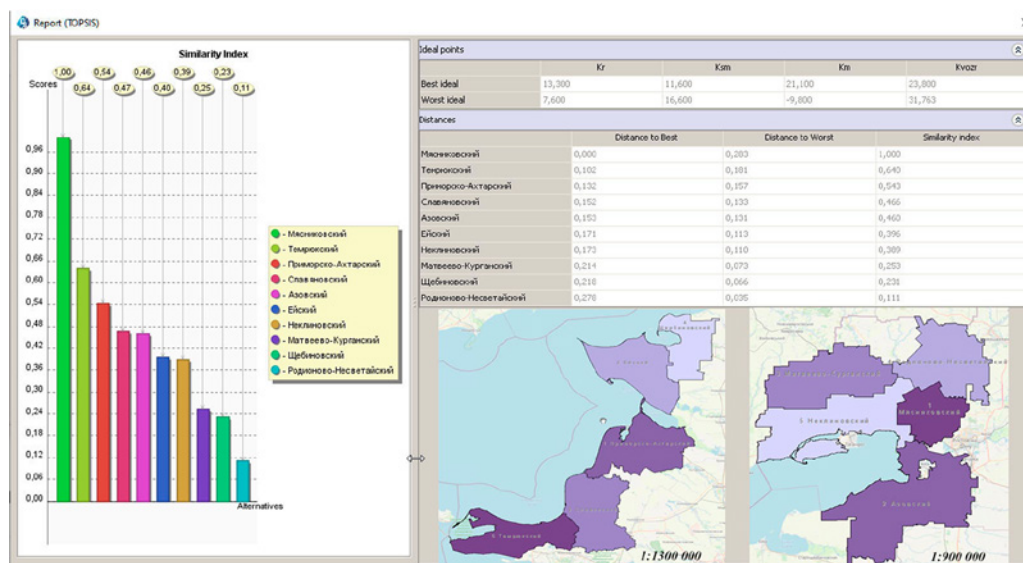 Report (TOPSIS)
Similarity Index
1,00 0,54 0,46 0,39 0,23
Scores 0,64 0,47 0,40 0,25 0,11
0,96
0,90
0,84
0,78
0,72
0,66
0,60
0,54
0,48
0,42
0,36
0,30
0,24
0,18
0,12
0,06
0,00
Alternatives
- Мясниковский
- Темрюкский
- Приморско-Ахтарский
- Славяновский
- Азовский
- Ейский
- Неклиновский
- Матвеево-Курганский
- Щебиновский
- Родионово-Несветайский
Ideal points
Kr Ksm Km Kvozr
Best ideal 13,300 11,600 21,100 23,800
Worst ideal 7,600 16,600 -9,800 31,763
Distances
Distance to Best Distance to Worst Similarity index
Мясниковский 0,000 0,283 1,000
Темрюкский 0,102 0,181 0,640
Приморско-Ахтарский 0,132 0,157 0,543
Славяновский 0,152 0,133 0,466
Азовский 0,153 0,131 0,460
Ейский 0,171 0,113 0,396
Неклиновский 0,173 0,110 0,389
Матвеево-Курганский 0,214 0,073 0,253
Щебиновский 0,218 0,066 0,231
Родионово-Несветайский 0,278 0,035 0,111
1:1300 000
1
Мясниковский
5 Неклиновский
1:900 000